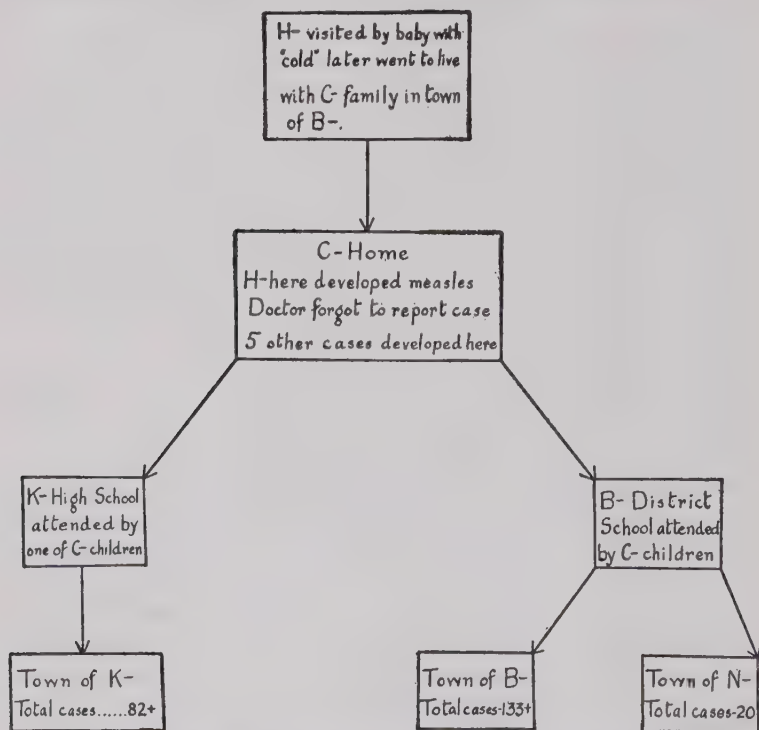 H- visited by baby with
"cold" later went to live
with C- family in town
of B-.
C-Home
H-here developed measles
Doctor forgot to report case
5 other cases developed here
K-High School
attended by
one of C-children
B- District
School attended
by C- children
Town of K-
Total cases......82+
Town of B-
Total cases-133+
Town of N-
Total cases-20